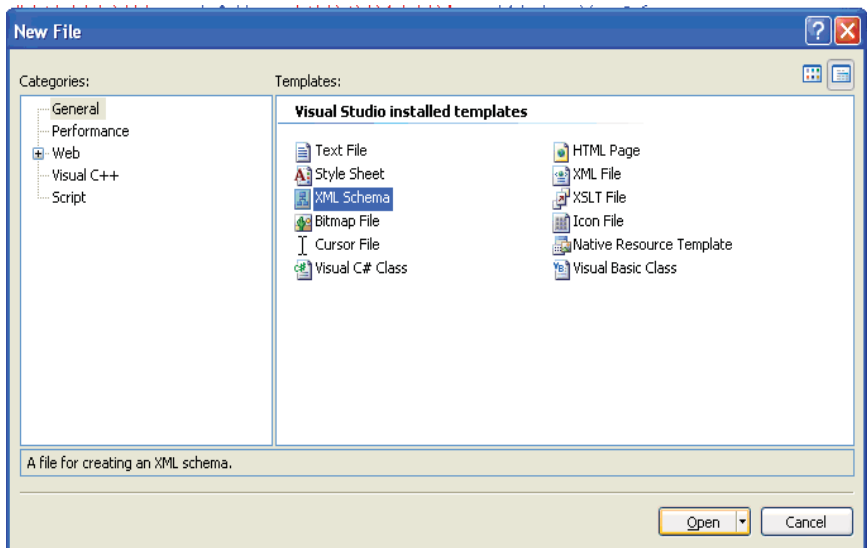 New File
Categories:
Templates:
General
Performance
Web
Visual C++
Script
Visual Studio installed templates
Text File
HTML Page
Style Sheet
XML File
XML Schema
XSLT File
Bitmap File
Icon File
Cursor File
Native Resource Template
Visual C# Class
Visual Basic Class
A file for creating an XML schema.
Open
Cancel